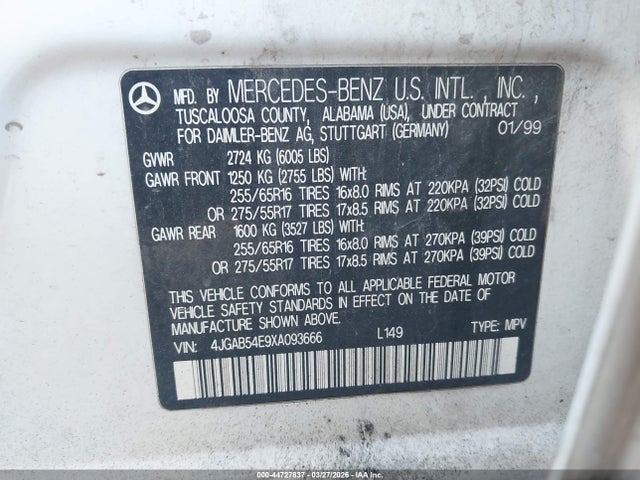 MFD. BY MERCEDES-BENZ U.S. INTL., INC.,
TUSCALOOSA COUNTY, ALABAMA (USA), UNDER CONTRACT
FOR DAIMLER-BENZ AG, STUTTGART (GERMANY) 01/99
GVWR 2724 KG (6005 LBS)
GAWR FRONT 1250 KG (2755 LBS) WITH:
255/65R16 TIRES 16x8.0 RIMS AT 220KPA (32PSI) COLD
OR 275/55R17 TIRES 17x8.5 RIMS AT 220KPA (32PSI) COLD
GAWR REAR 1600 KG (3527 LBS) WITH:
255/65R16 TIRES 16x8.0 RIMS AT 270KPA (39PSI) COLD
OR 275/55R17 TIRES 17x8.5 RIMS AT 270KPA (39PSI) COLD
THIS VEHICLE CONFORMS TO ALL APPLICABLE FEDERAL MOTOR
VEHICLE SAFETY STANDARDS IN EFFECT ON THE DATE OF
MANUFACTURE SHOWN ABOVE.
VIN: 4JGAB54E9XA093666 L149 TYPE: MPV
000-44727837 | 03/27/2026 - IAAI.COM